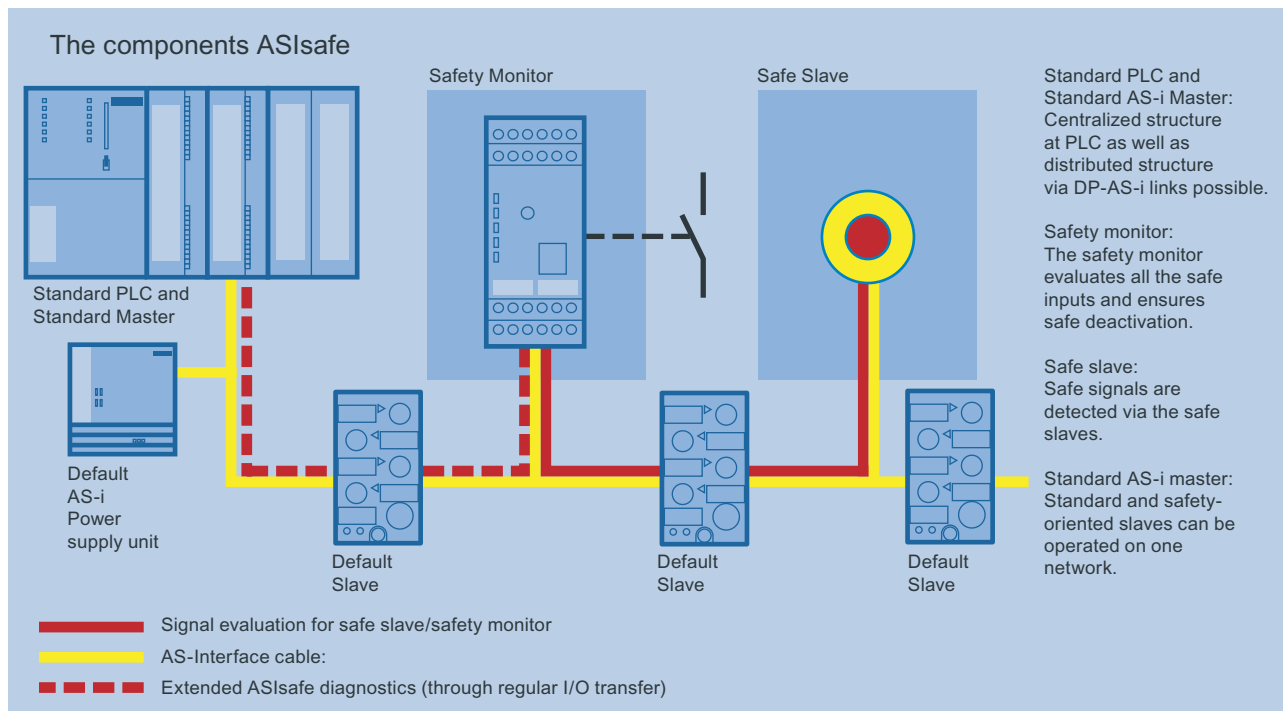 The components ASIsafe
Safety Monitor
Safe Slave
Standard PLC and
Standard Master
Default
AS-i
Power
supply unit
Default
Slave
Default
Slave
Default
Slave
Standard PLC and
Standard AS-i Master:
Centralized structure
at PLC as well as
distributed structure
via DP-AS-i links possible.
Safety monitor:
The safety monitor
evaluates all the safe
inputs and ensures
safe deactivation.
Safe slave:
Safe signals are
detected via the safe
slaves.
Standard AS-i master:
Standard and safety-
oriented slaves can be
operated on one
network.
Signal evaluation for safe slave/safety monitor
AS-Interface cable:
Extended ASIsafe diagnostics (through regular I/O transfer)